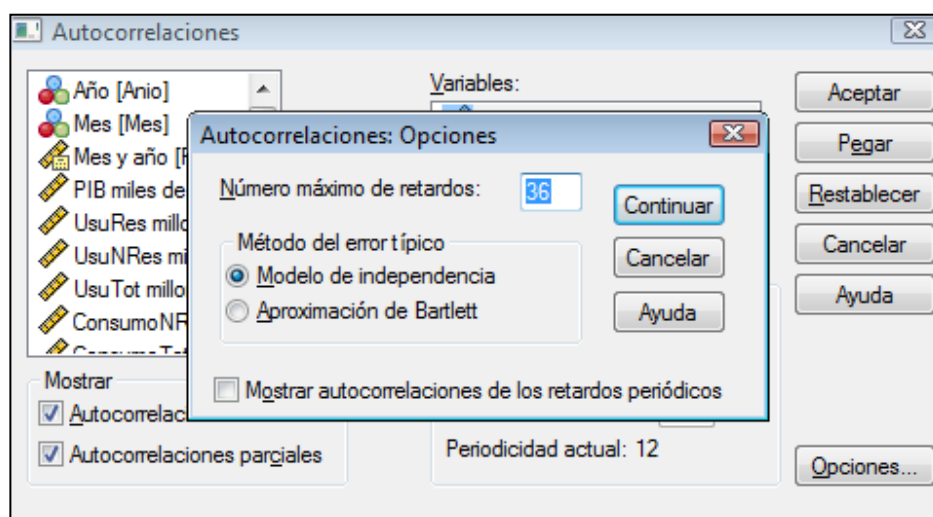 Autocorrelaciones
Año [Anio]
Mes [Mes]
Mes y año [F
PIB miles de
UsuRes millo
UsuNRes mi
UsuTot millo
ConsumoNR
Variables:
Aceptar
Pegar
Restablecer
Cancelar
Ayuda
Autocorrelaciones: Opciones
Número máximo de retardos: 36
Método del error típico
Modelo de independencia
Aproximación de Bartlett
Mostrar autocorrelaciones de los retardos periódicos
Continuar
Cancelar
Ayuda
Mostrar
Autocorrelac
Autocorrelaciones parciales
Periodicidad actual: 12
Opciones...